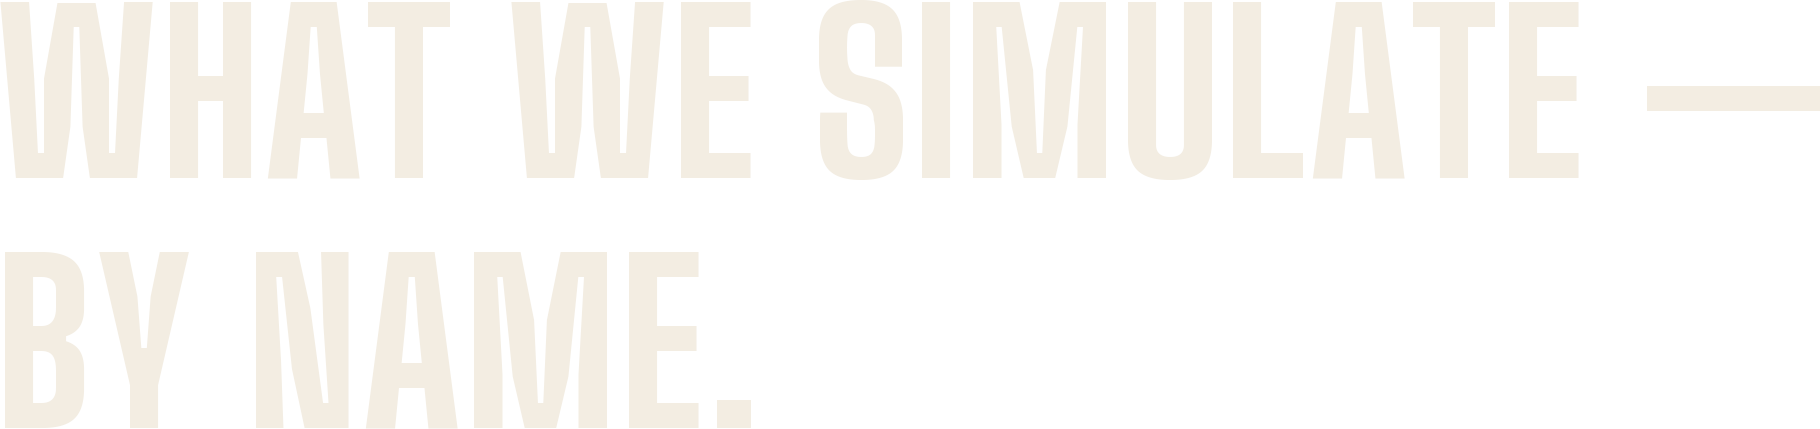 WHAT WE SIMULATE —
BY NAME.